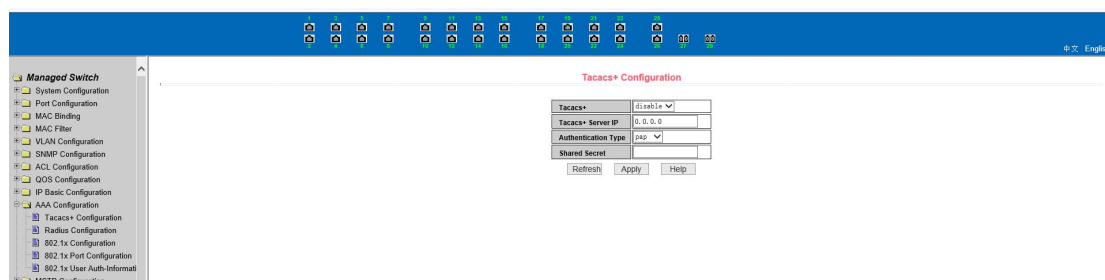 1 3 5 7 9 11 13 15 17 19 21 23 25
2 4 6 8 10 12 14 16 18 20 22 24 26 27 28
中文 Englis
Managed Switch
System Configuration
Port Configuration
MAC Binding
MAC Filter
VLAN Configuration
SNMP Configuration
ACL Configuration
QOS Configuration
IP Basic Configuration
AAA Configuration
Tacacs+ Configuration
Radius Configuration
802.1x Configuration
802.1x Port Configuration
802.1x User Auth-Informati
MSTP Configuration
Tacacs+ Configuration
Tacacs+ disable
Tacacs+ Server IP 0.0.0.0
Authentication Type pap
Shared Secret
Refresh Apply Help